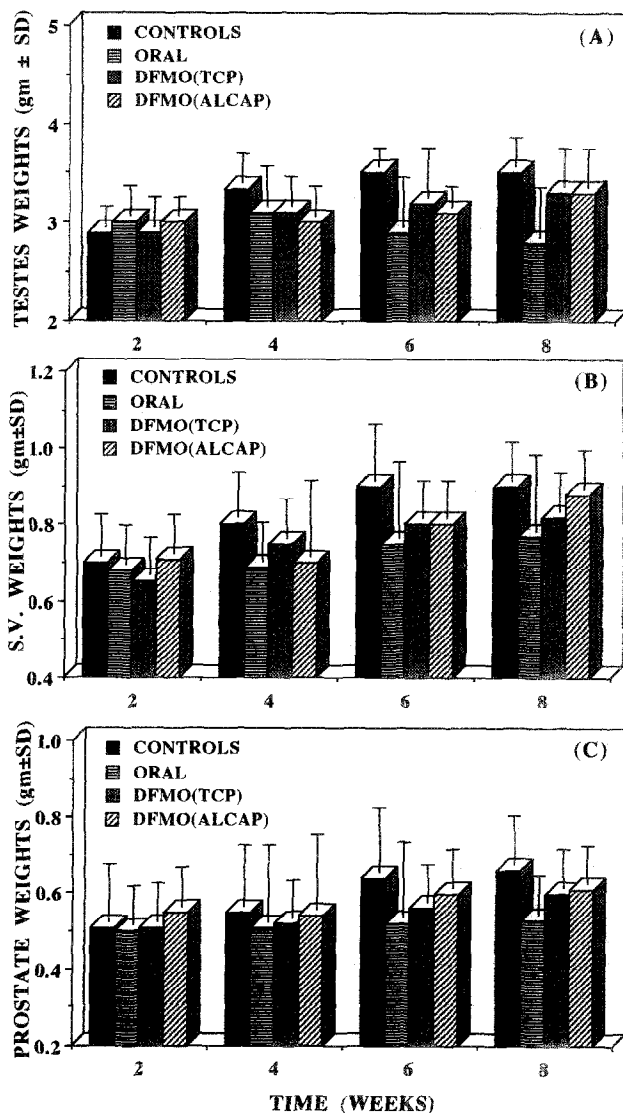 TESTES WEIGHTS (gm ± SD)
5
4
3
2
CONTROLS
ORAL
DFMO(TCP)
DFMO(ALCAP)
(A)
2 4 6 8
S.V. WEIGHTS (gm±SD)
1.2
1.0
0.8
0.6
0.4
CONTROLS
ORAL
DFMO(TCP)
DFMO(ALCAP)
(B)
2 4 6 8
PROSTATE WEIGHTS (gm±SD)
1.0
0.8
0.6
0.4
0.2
CONTROLS
ORAL
DFMO(TCP)
DFMO(ALCAP)
(C)
2 4 6 8
TIME (WEEKS)